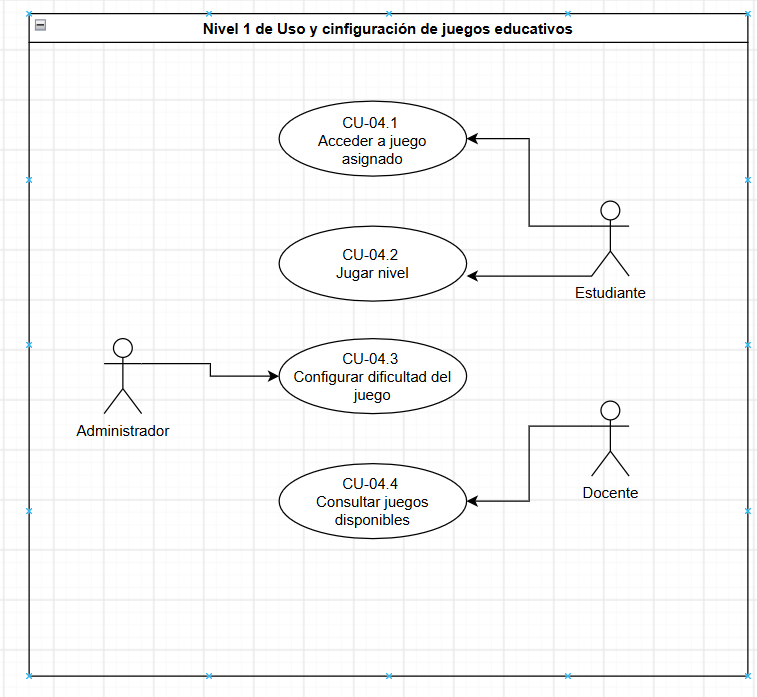 Nivel 1 de Uso y cinfiguración de juegos educativos
CU-04.1
Acceder a juego
asignado
CU-04.2
Jugar nivel
Estudiante
CU-04.3
Configurar dificultad del
juego
Administrador
CU-04.4
Consultar juegos
disponibles
Docente